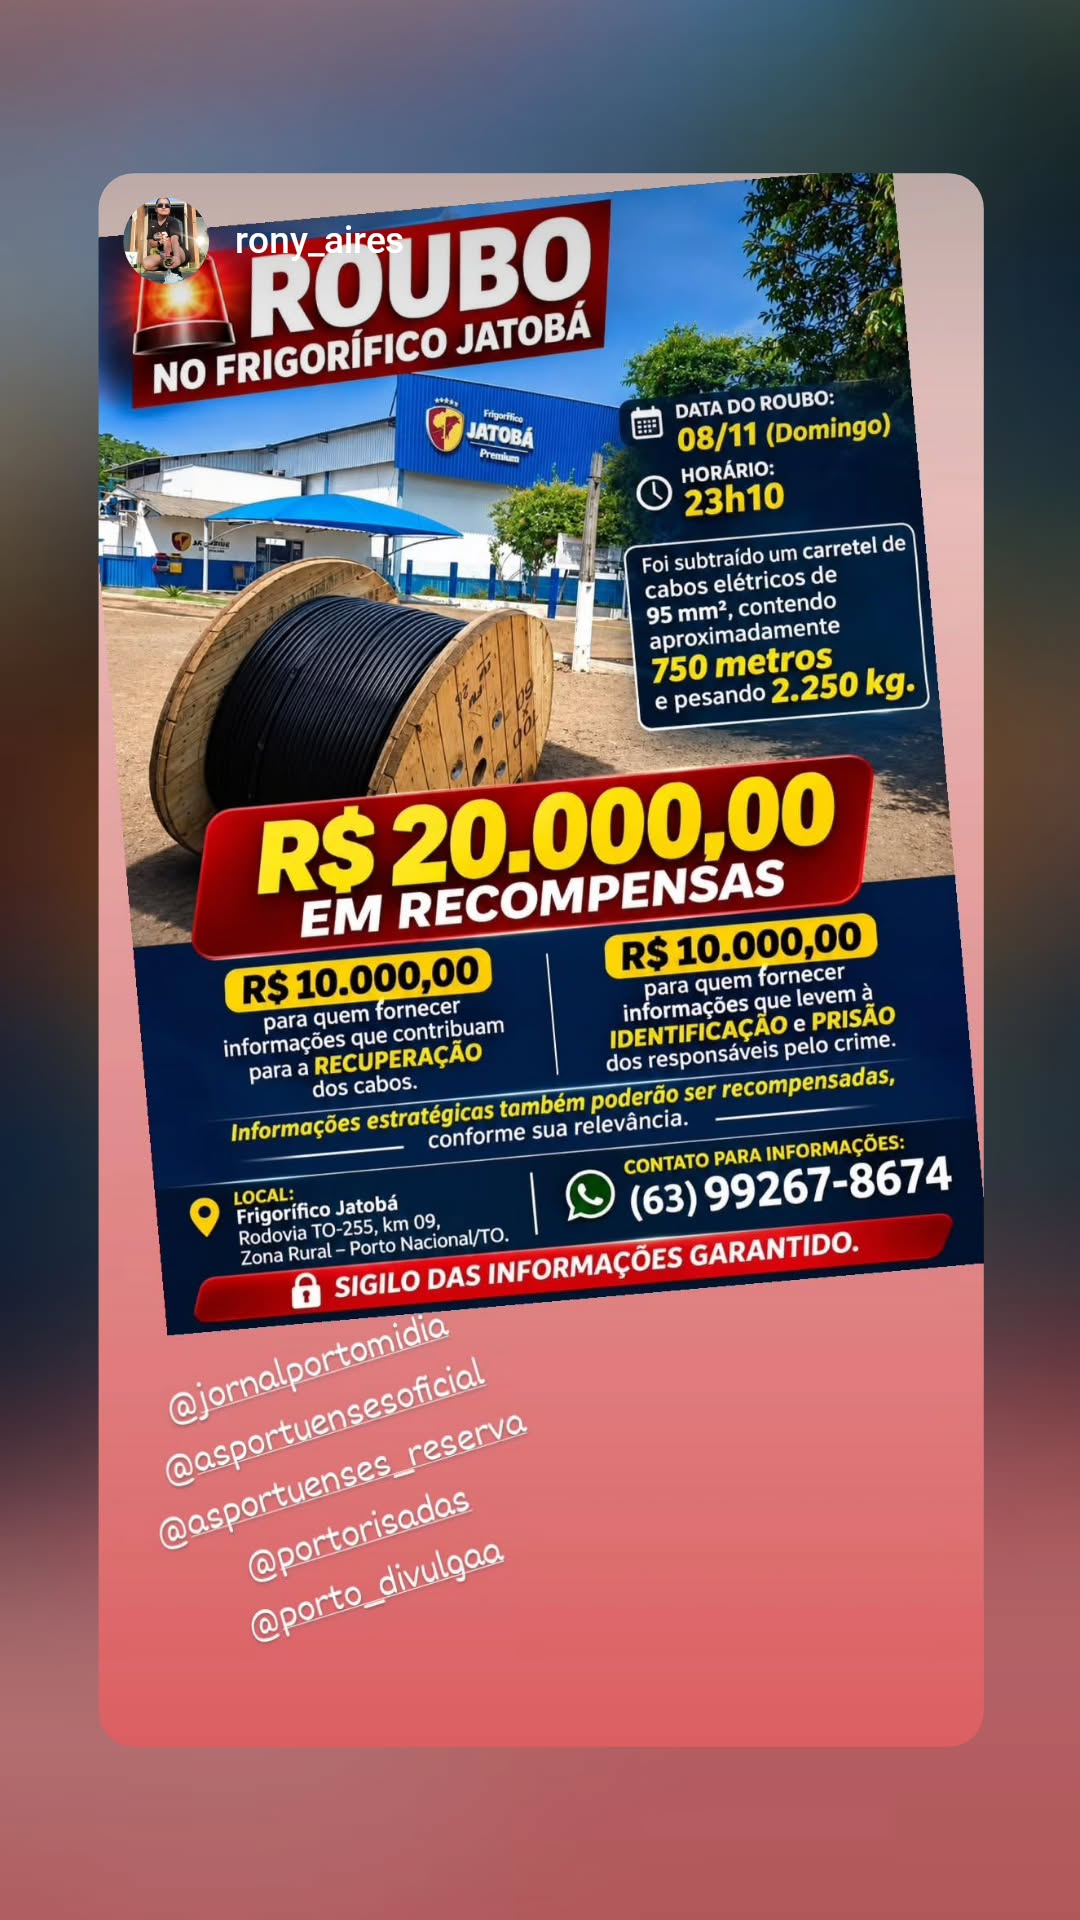 rony_aires
ROUBO
NO FRIGORÍFICO JATOBÁ
Frigorífico
JATOBÁ
Premium
DATA DO ROUBO:
08/11 (Domingo)
HORÁRIO:
23h10
Foi subtraído um carretel de
cabos elétricos de
95 mm², contendo
aproximadamente
750 metros
e pesando 2.250 kg.
R$ 20.000,00
EM RECOMPENSAS
R$ 10.000,00
para quem fornecer
informações que contribuam
para a RECUPERAÇÃO
dos cabos.
R$ 10.000,00
para quem fornecer
informações que levem à
IDENTIFICAÇÃO e PRISÃO
dos responsáveis pelo crime.
Informações estratégicas também poderão ser recompensadas,
conforme sua relevância.
LOCAL:
Frigorífico Jatobá
Rodovia TO-255, km 09,
Zona Rural – Porto Nacional/TO.
CONTATO PARA INFORMAÇÕES:
(63) 99267-8674
SIGILO DAS INFORMAÇÕES GARANTIDO.
@jornalportomidia
@asportuensesoficial
@asportuenses_reserva
@portorisadas
@porto_divulgaa